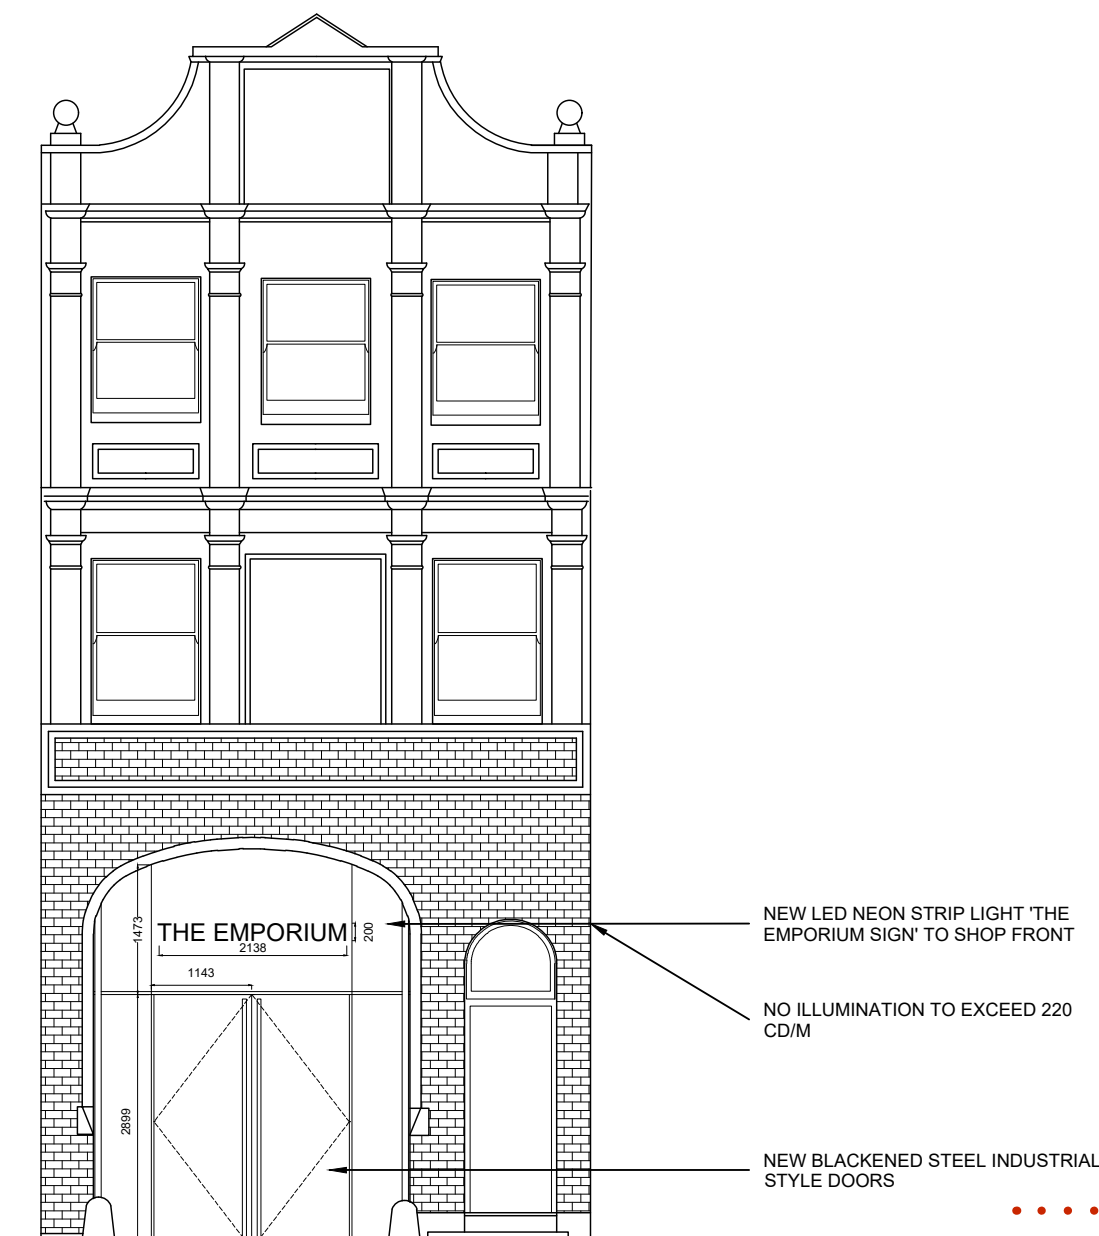 THE EMPORIUM
1473
200
2138
1143
2899
NEW LED NEON STRIP LIGHT 'THE
EMPORIUM SIGN' TO SHOP FRONT
NO ILLUMINATION TO EXCEED 220
CD/M
NEW BLACKENED STEEL INDUSTRIAL
STYLE DOORS